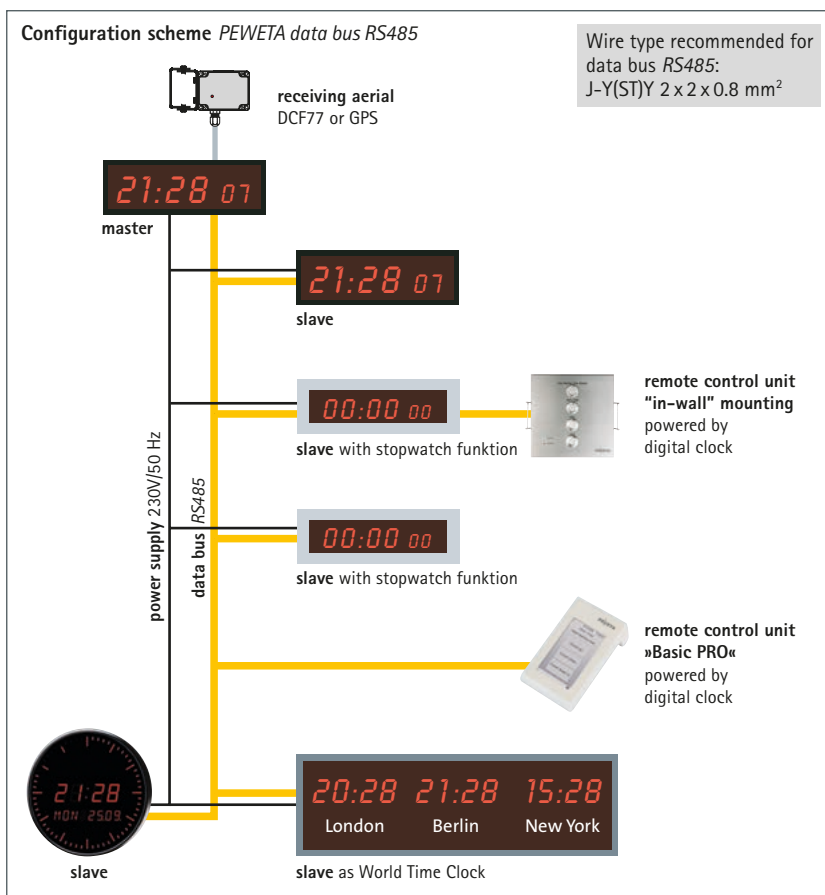 Configuration scheme PEWETA data bus RS485
Wire type recommended for
data bus RS485:
J-Y(ST)Y 2 x 2 x 0.8 mm²
receiving aerial
DCF77 or GPS
21:28 07
master
21:28 07
slave
00:00 00
slave with stopwatch funktion
remote control unit
“in-wall” mounting
powered by
digital clock
power supply 230V/50 Hz
data bus RS485
00:00 00
slave with stopwatch funktion
remote control unit
»Basic PRO«
powered by
digital clock
21:28
MON 25.09.
slave
20:28 21:28 15:28
London Berlin New York
slave as World Time Clock